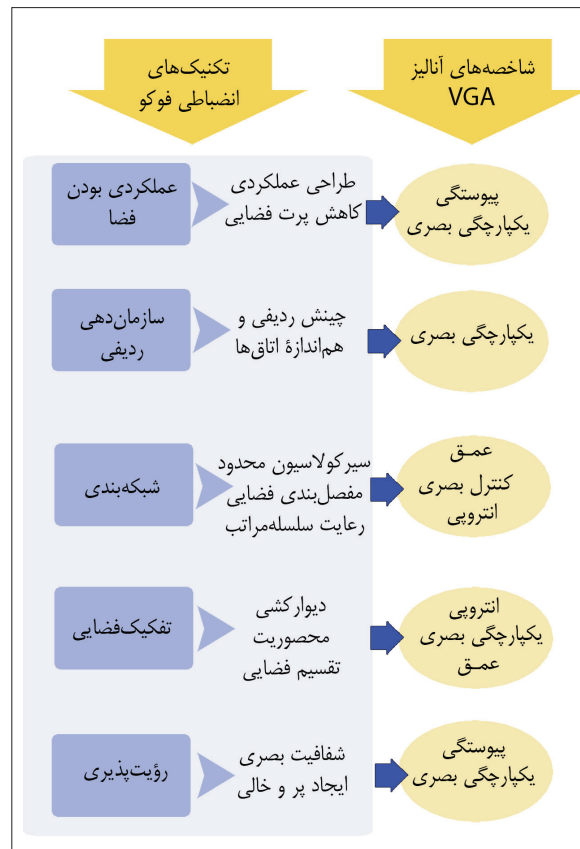 شاخصه‌های آنالیز
VGA
تکنیک‌های
انضباطی فوکو
عملکردی بودن
فضا
طراحی عملکردی
کاهش پرت فضایی
پیوستگی
یکپارچگی بصری
سازمان‌دهی
ردیفی
چینش ردیفی و
هم‌اندازهٔ اتاق‌ها
یکپارچگی بصری
شبکه‌بندی
سیرکولاسیون محدود
مفصل‌بندی فضایی
رعایت سلسله‌مراتب
عمـق
کنترل بصری
انتروپی
تفکیک‌فضایی
دیوارکشی
محصوریت
تقسیم فضایی
انتروپی
یکپارچگی بصری
عمـق
رؤیت‌پذیری
شفافیت بصری
ایجاد پر و خالی
پیوستگی
یکپارچگی بصری